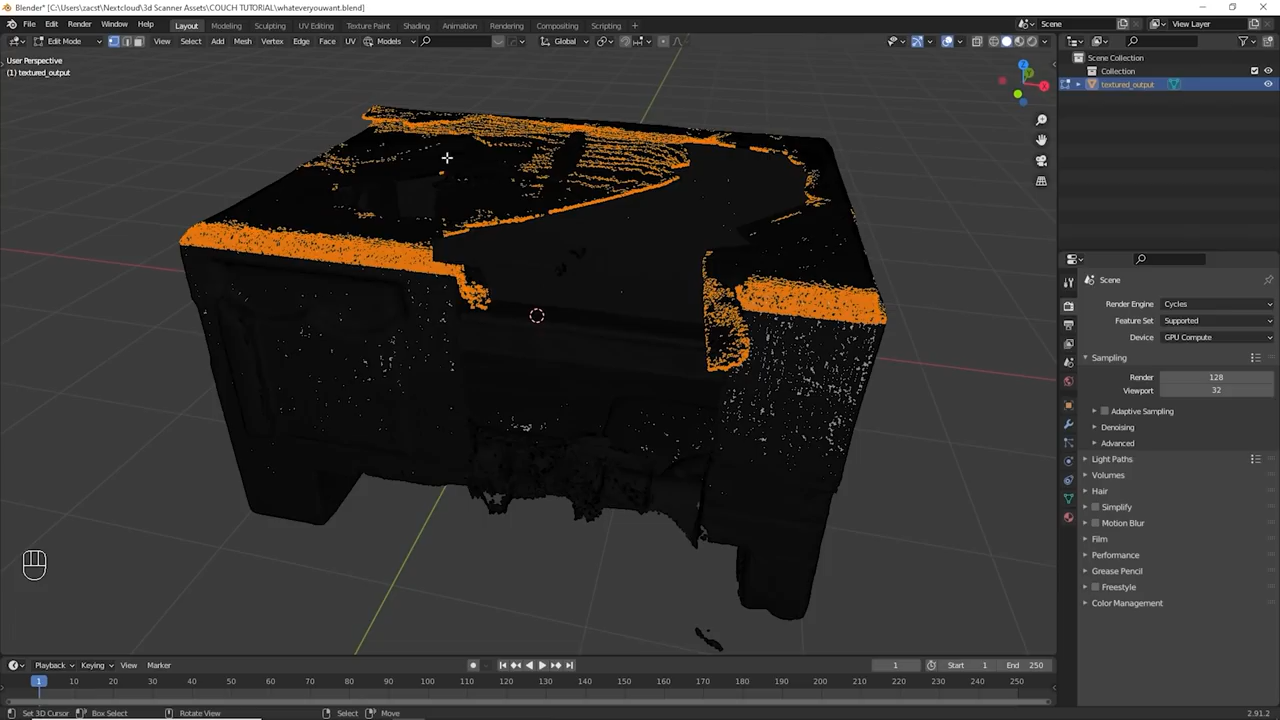 Blender* [C:\Users\zacst\Nextcloud\3d Scanner Assets\COUCH TUTORIAL\whateveryouwant.blend]
File Edit Render Window Help Layout Modeling Sculpting UV Editing Texture Paint Shading Animation Rendering Compositing Scripting + Scene View Layer
Edit Mode View Select Add Mesh Vertex Edge Face UV Models Global
User Perspective
(1) textured_output
Z
Y
X
Scene Collection
Collection
textured_output
Scene
Render Engine Cycles
Feature Set Supported
Device GPU Compute
Sampling
Render 128
Viewport 32
Adaptive Sampling
Denoising
Advanced
Light Paths
Volumes
Hair
Simplify
Motion Blur
Film
Performance
Grease Pencil
Freestyle
Color Management
Playback Keying View Marker 1 Start 1 End 250
1 10 20 30 40 50 60 70 80 90 100 110 120 130 140 150 160 170 180 190 200 210 220 230 240 250
Set 3D Cursor Box Select Rotate View Select Move 2.91.2